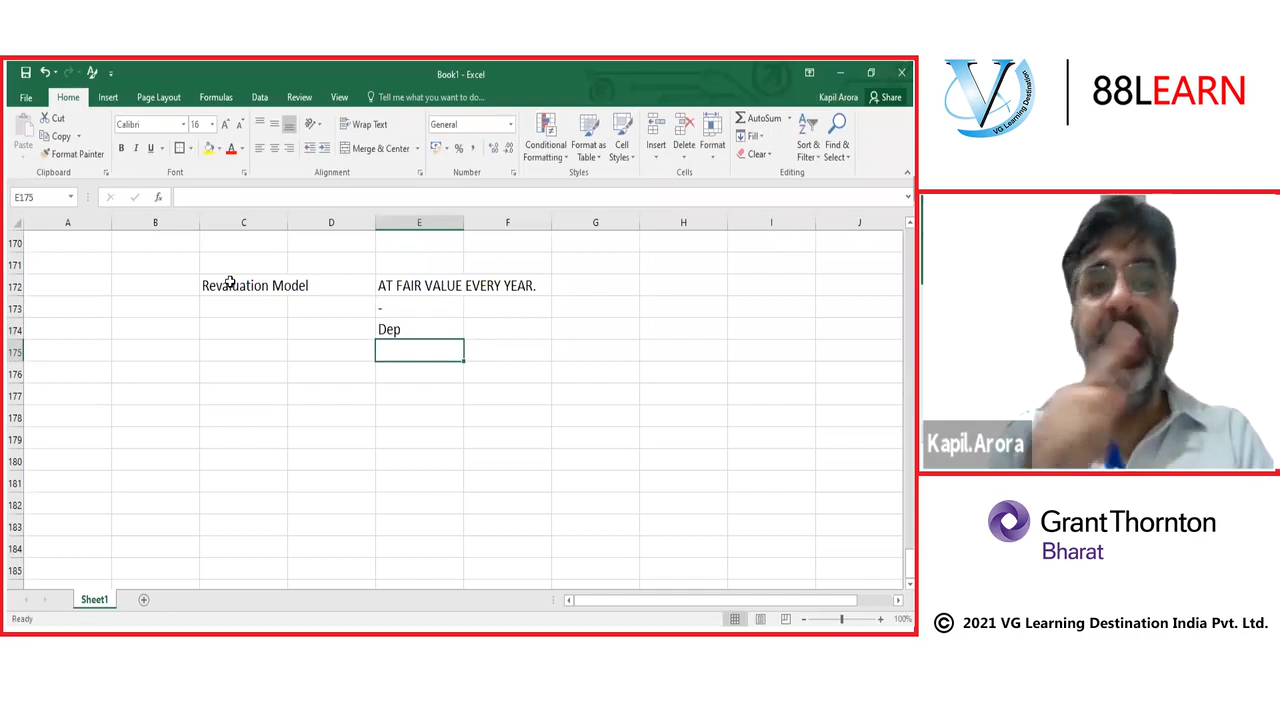 Book1 - Excel
File Home Insert Page Layout Formulas Data Review View Tell me what you want to do... Kapil Arora Share
Paste
Cut
Copy
Format Painter
Clipboard
Calibri 16
B I U
Font
Wrap Text
Merge & Center
Alignment
General
%
Number
Conditional Formatting
Format as Table
Cell Styles
Styles
Insert Delete Format
Cells
AutoSum
Fill
Clear
Sort & Filter
Find & Select
Editing
E175 fx
A B C D E F G H I J
170
171
172 Revaluation Model AT FAIR VALUE EVERY YEAR.
173 -
174 Dep
175
176
177
178
179
180
181
182
183
184
185
Sheet1
Ready 100%
V
VG Learning Destination
88LEARN
Kapil.Arora
Grant Thornton
Bharat
© 2021 VG Learning Destination India Pvt. Ltd.